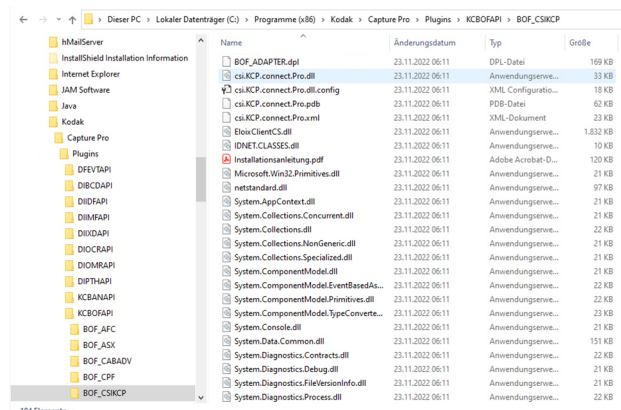 Dieser PC > Lokaler Datenträger (C:) > Programme (x86) > Kodak > Capture Pro > Plugins > KCBOFAPI > BOF_CSIKCP
hMailServer
InstallShield Installation Information
Internet Explorer
JAM Software
Java
Kodak
Capture Pro
Plugins
DFEVTAPI
DIBCDAPI
DIIDFAPI
DIIMFAPI
DIIXDAPI
DIOCRAPI
DIOMRAPI
DIPTHAPI
KCBANAPI
KCBOFAPI
BOF_AFC
BOF_ASX
BOF_CABADV
BOF_CPF
BOF_CSIKCP
Name Änderungsdatum Typ Größe
BOF_ADAPTER.dpl 23.11.2022 06:11 DPL-Datei 169 KB
csi.KCP.connect.Pro.dll 23.11.2022 06:11 Anwendungserwe... 33 KB
csi.KCP.connect.Pro.dll.config 23.11.2022 06:11 XML Configuratio... 18 KB
csi.KCP.connect.Pro.pdb 23.11.2022 06:11 PDB-Datei 62 KB
csi.KCP.connect.Pro.xml 23.11.2022 06:11 XML-Dokument 23 KB
EloixClientCS.dll 23.11.2022 06:11 Anwendungserwe... 1.832 KB
IDNET.CLASSES.dll 23.11.2022 06:11 Anwendungserwe... 10 KB
Installationsanleitung.pdf 23.11.2022 06:11 Adobe Acrobat-D... 120 KB
Microsoft.Win32.Primitives.dll 23.11.2022 06:11 Anwendungserwe... 21 KB
netstandard.dll 23.11.2022 06:11 Anwendungserwe... 97 KB
System.AppContext.dll 23.11.2022 06:11 Anwendungserwe... 21 KB
System.Collections.Concurrent.dll 23.11.2022 06:11 Anwendungserwe... 21 KB
System.Collections.dll 23.11.2022 06:11 Anwendungserwe... 22 KB
System.Collections.NonGeneric.dll 23.11.2022 06:11 Anwendungserwe... 21 KB
System.Collections.Specialized.dll 23.11.2022 06:11 Anwendungserwe... 21 KB
System.ComponentModel.dll 23.11.2022 06:11 Anwendungserwe... 21 KB
System.ComponentModel.EventBasedAs... 23.11.2022 06:11 Anwendungserwe... 22 KB
System.ComponentModel.Primitives.dll 23.11.2022 06:11 Anwendungserwe... 22 KB
System.ComponentModel.TypeConverte... 23.11.2022 06:11 Anwendungserwe... 23 KB
System.Console.dll 23.11.2022 06:11 Anwendungserwe... 21 KB
System.Data.Common.dll 23.11.2022 06:11 Anwendungserwe... 151 KB
System.Diagnostics.Contracts.dll 23.11.2022 06:11 Anwendungserwe... 22 KB
System.Diagnostics.Debug.dll 23.11.2022 06:11 Anwendungserwe... 21 KB
System.Diagnostics.FileVersionInfo.dll 23.11.2022 06:11 Anwendungserwe... 21 KB
System.Diagnostics.Process.dll 23.11.2022 06:11 Anwendungserwe... 22 KB